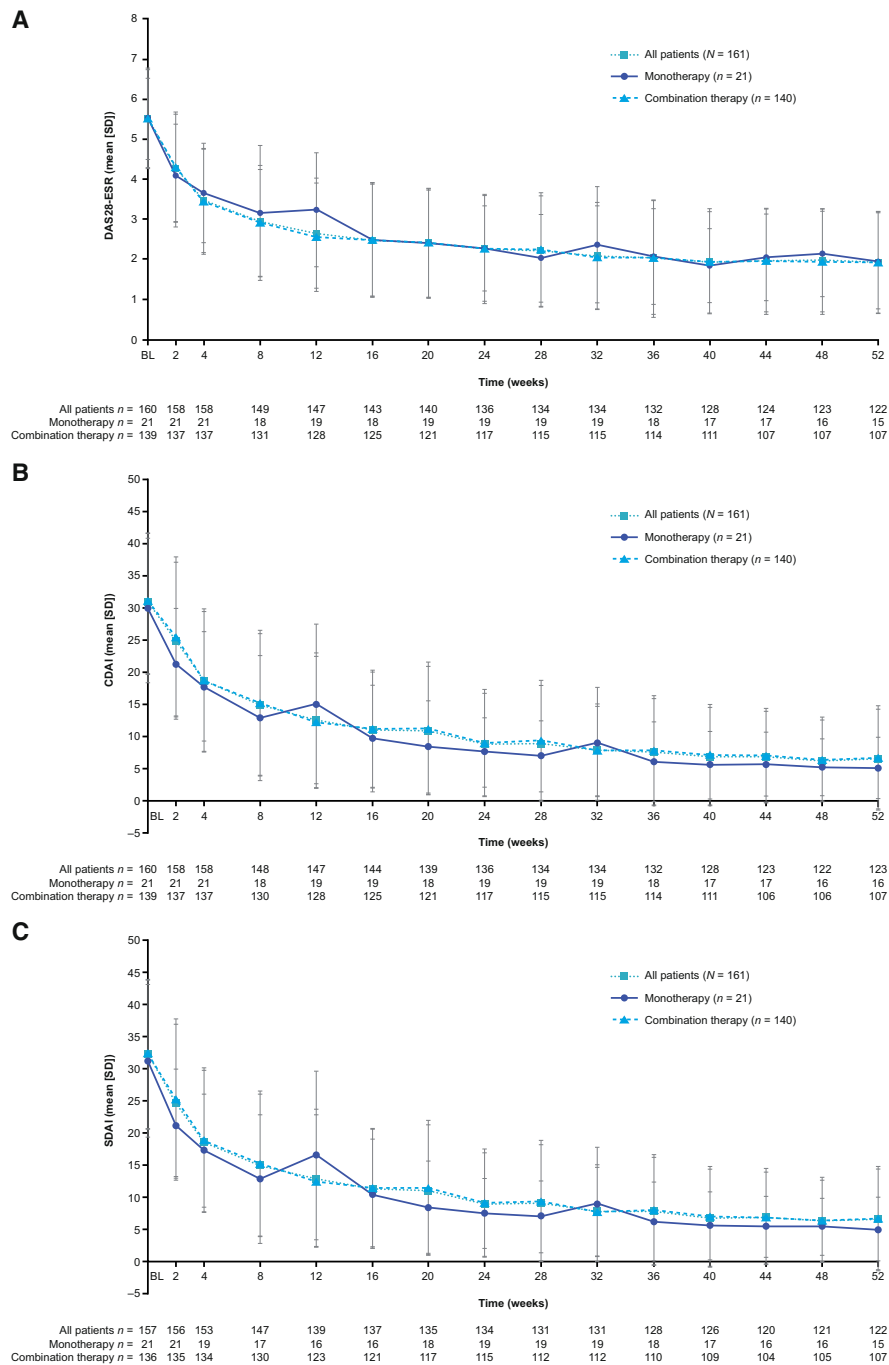 A
DAS28-ESR (mean [SD])
8
7
6
5
4
3
2
1
0
All patients (N = 161)
Monotherapy (n = 21)
Combination therapy (n = 140)
BL 2 4 8 12 16 20 24 28 32 36 40 44 48 52
Time (weeks)
All patients n = 160 158 158 149 147 143 140 136 134 134 132 128 124 123 122
Monotherapy n = 21 21 21 18 19 18 19 19 19 19 18 17 17 16 15
Combination therapy n = 139 137 137 131 128 125 121 117 115 115 114 111 107 107 107
B
CDAI (mean [SD])
50
45
40
35
30
25
20
15
10
5
0
–5
All patients (N = 161)
Monotherapy (n = 21)
Combination therapy (n = 140)
BL 2 4 8 12 16 20 24 28 32 36 40 44 48 52
Time (weeks)
All patients n = 160 158 158 148 147 144 139 136 134 134 132 128 123 122 123
Monotherapy n = 21 21 21 18 19 19 18 19 19 19 18 17 17 16 16
Combination therapy n = 139 137 137 130 128 125 121 117 115 115 114 111 106 106 107
C
SDAI (mean [SD])
50
45
40
35
30
25
20
15
10
5
0
–5
All patients (N = 161)
Monotherapy (n = 21)
Combination therapy (n = 140)
BL 2 4 8 12 16 20 24 28 32 36 40 44 48 52
Time (weeks)
All patients n = 157 156 153 147 139 137 135 134 131 131 128 126 120 121 122
Monotherapy n = 21 21 19 17 16 16 18 19 19 19 18 17 16 16 15
Combination therapy n = 136 135 134 130 123 121 117 115 112 112 110 109 104 105 107